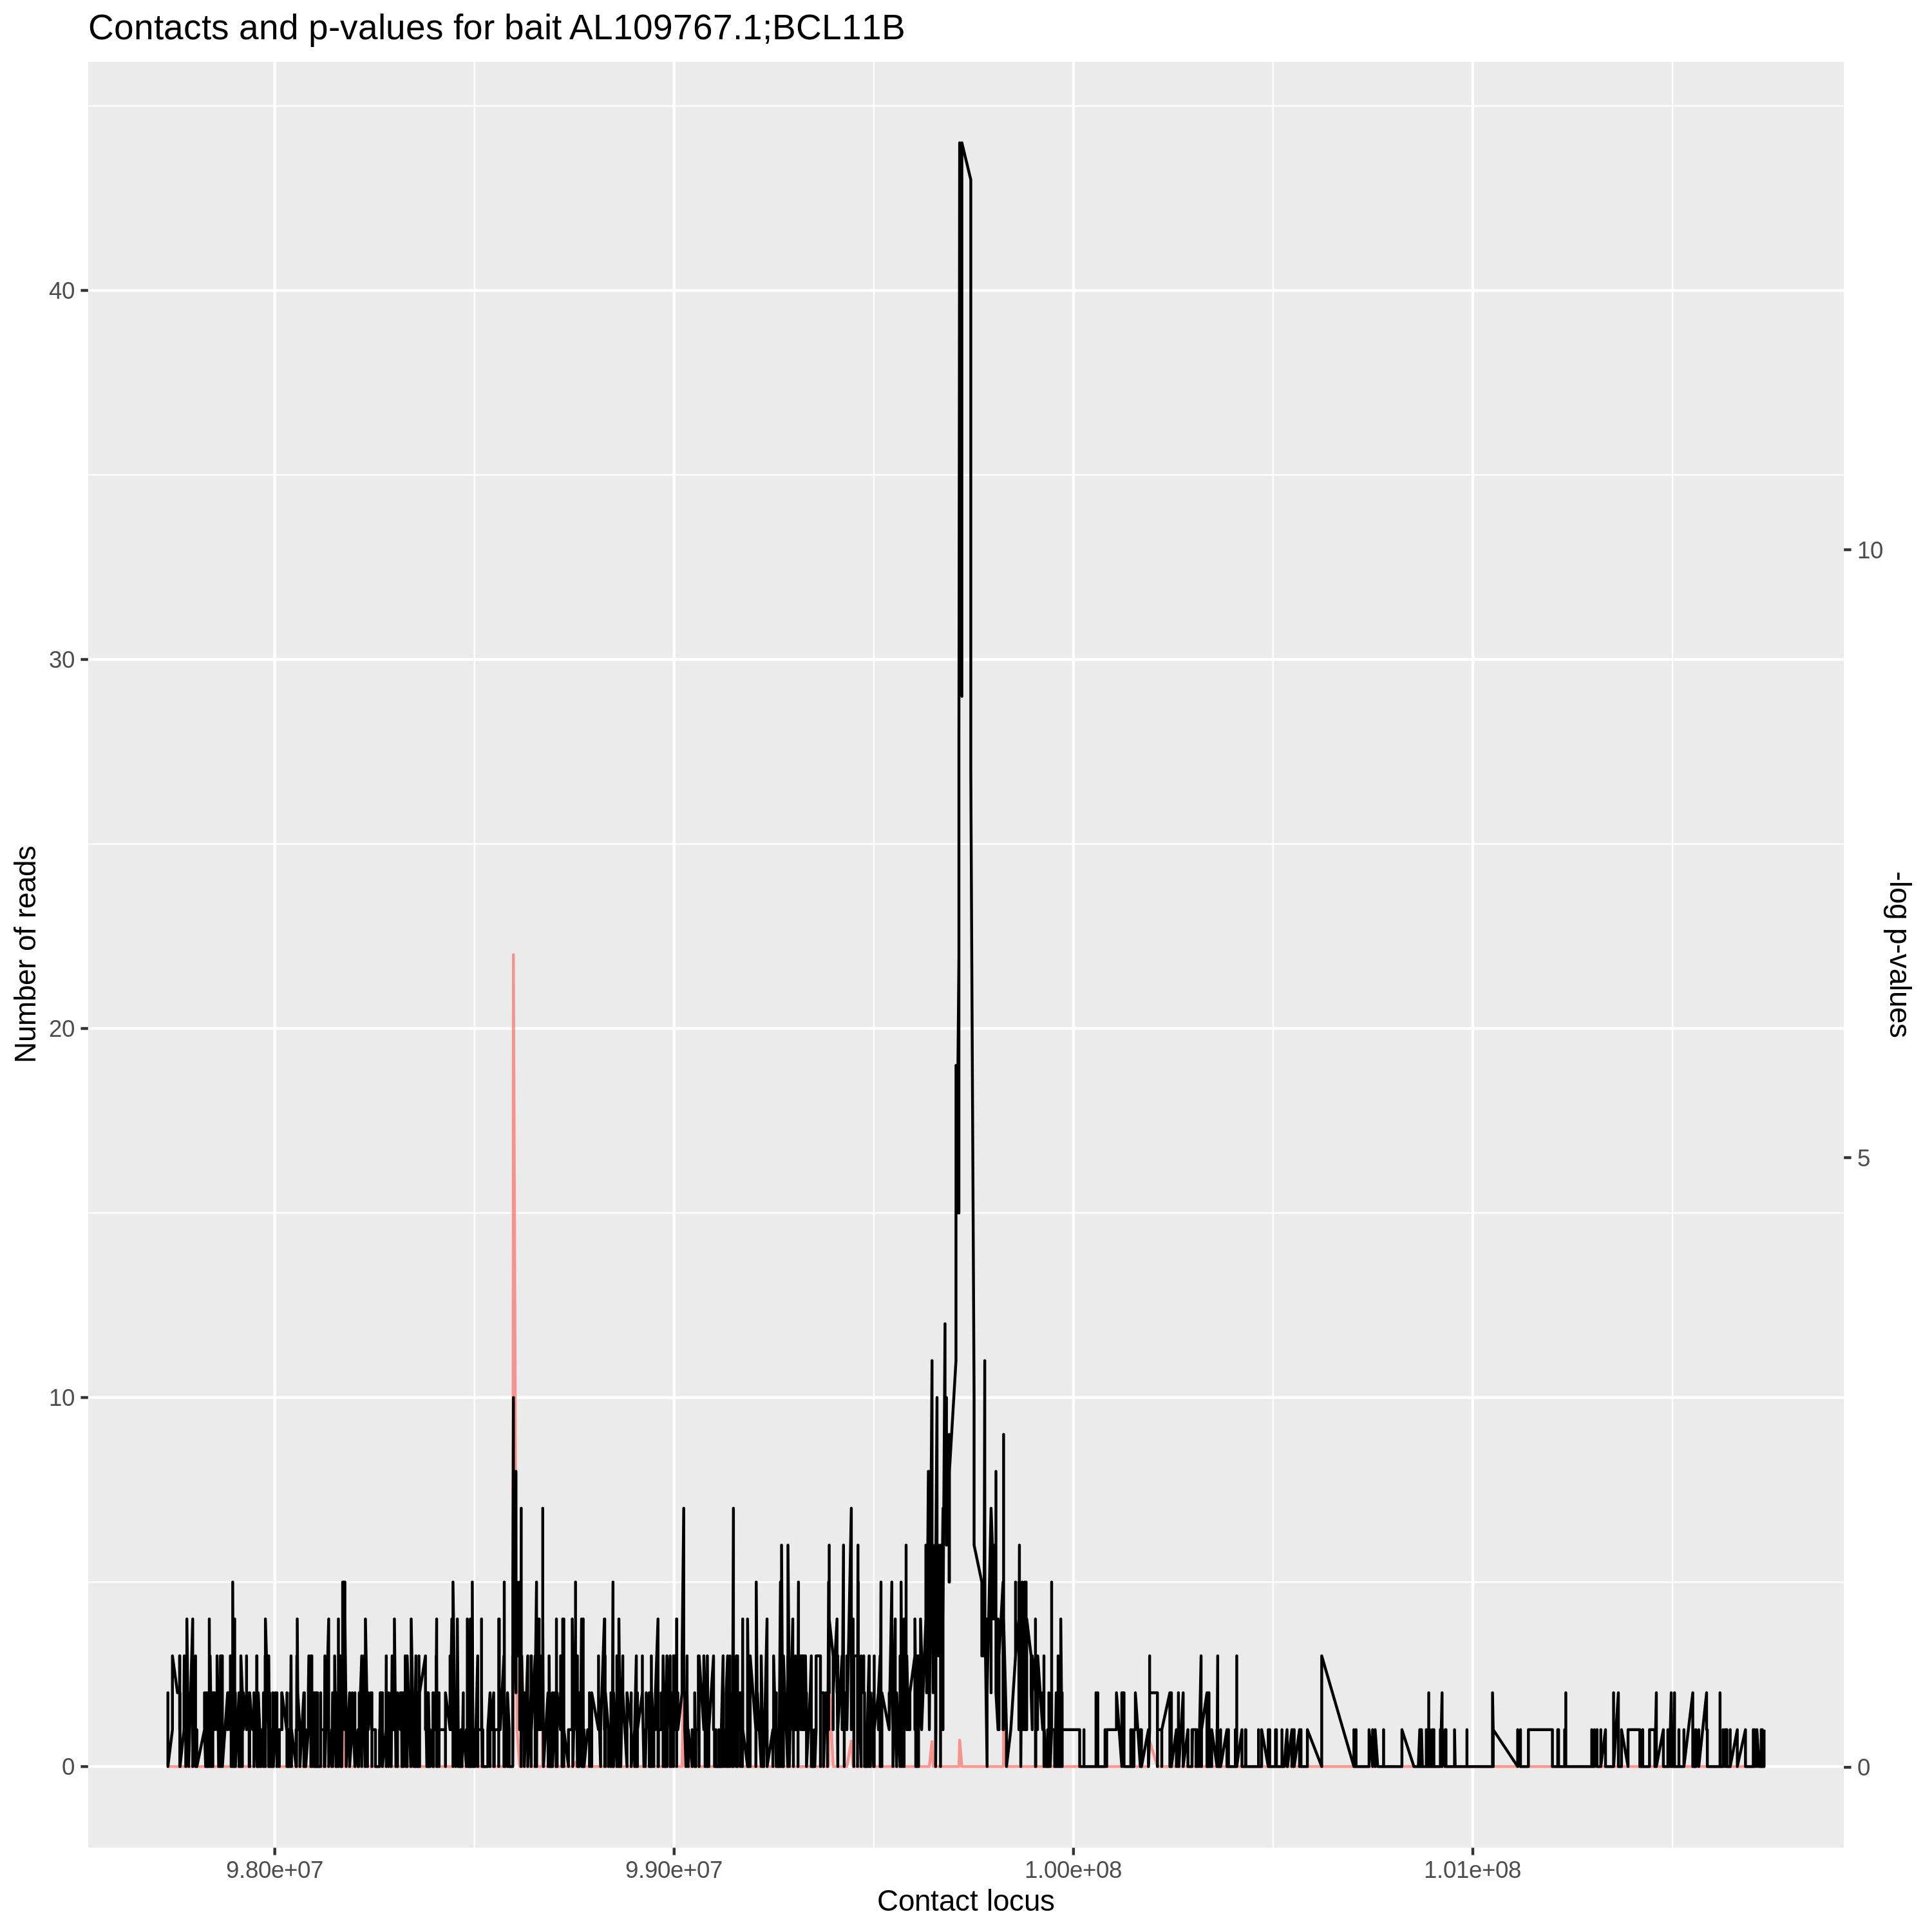 Contacts and p-values for bait AL109767.1;BCL11B
Number of reads
40
30
20
10
0
10
5
0
-log p-values
9.80e+07 9.90e+07 1.00e+08 1.01e+08
Contact locus